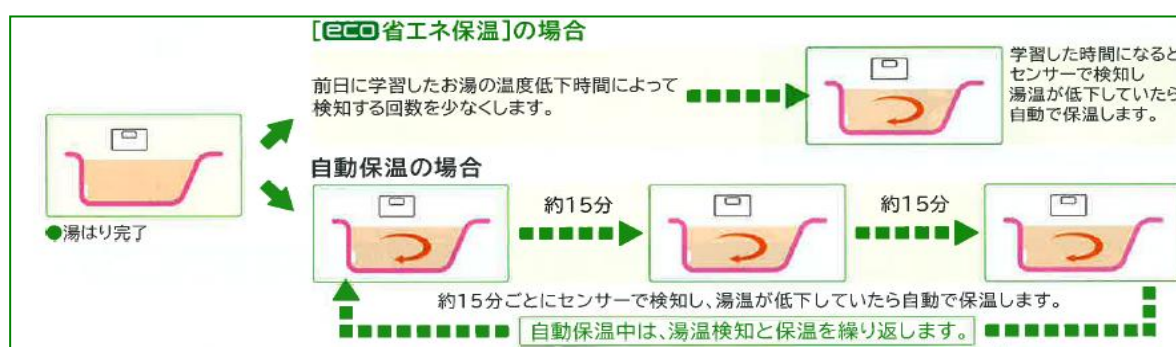 [eco省エネ保温]の場合
前日に学習したお湯の温度低下時間によって
検知する回数を少なくします。
学習した時間になると
センサーで検知し
湯温が低下していたら
自動で保温します。
●湯はり完了
自動保温の場合
約15分
約15分
約15分ごとにセンサーで検知し、湯温が低下していたら自動で保温します。
自動保温中は、湯温検知と保温を繰り返します。